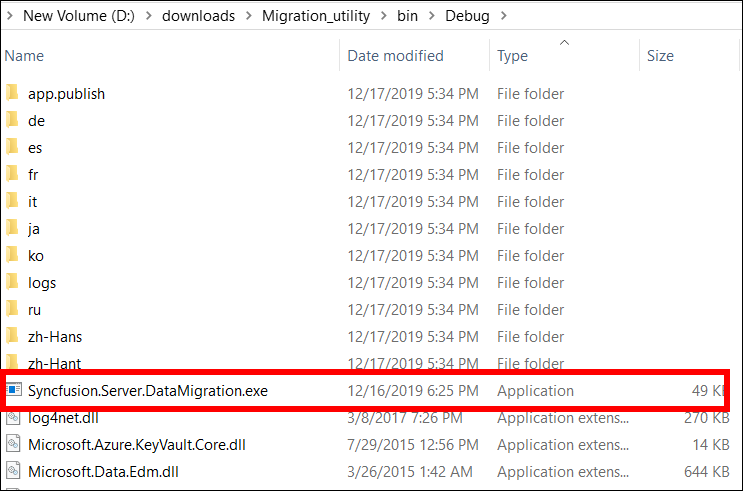 New Volume (D:) > downloads > Migration_utility > bin > Debug >
Name Date modified Type Size
app.publish 12/17/2019 5:34 PM File folder
de 12/17/2019 5:34 PM File folder
es 12/17/2019 5:34 PM File folder
fr 12/17/2019 5:34 PM File folder
it 12/17/2019 5:34 PM File folder
ja 12/17/2019 5:34 PM File folder
ko 12/17/2019 5:34 PM File folder
logs 12/17/2019 5:34 PM File folder
ru 12/17/2019 5:34 PM File folder
zh-Hans 12/17/2019 5:34 PM File folder
zh-Hant 12/17/2019 5:34 PM File folder
Syncfusion.Server.DataMigration.exe 12/16/2019 6:25 PM Application 49 KB
log4net.dll 3/8/2017 7:26 PM Application extens... 270 KB
Microsoft.Azure.KeyVault.Core.dll 7/29/2015 12:56 PM Application extens... 14 KB
Microsoft.Data.Edm.dll 3/26/2015 1:42 AM Application extens... 644 KB